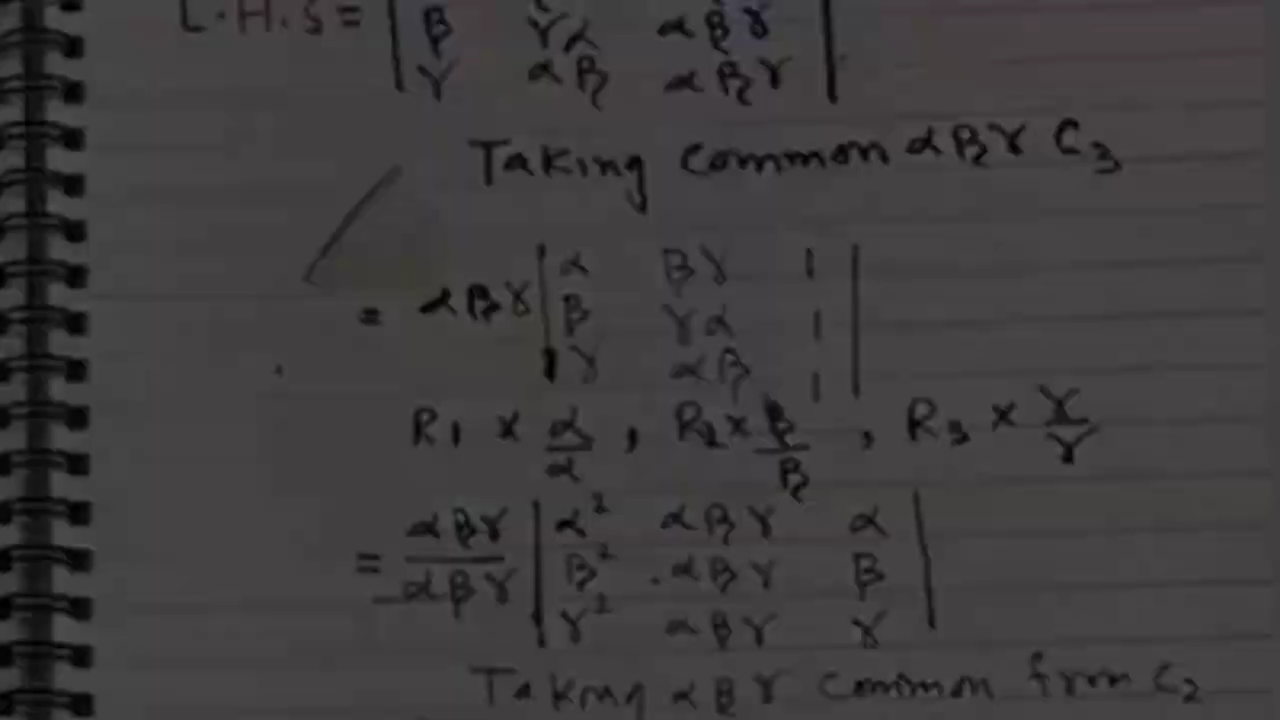 L.H.S = | β γα αβγ |
| γ αβ αβγ |
Taking common αβγ C₃
= αβγ | α βγ 1 |
| β γα 1 |
| γ αβ 1 |
R₁ × α/α , R₂ × β/β , R₃ × γ/γ
= αβγ/αβγ | α² αβγ α |
| β² .αβγ β |
| γ² αβγ γ |
Taking αβγ common from C₂